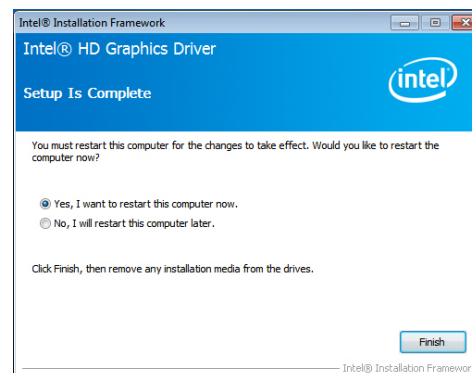 Intel® Installation Framework
Intel® HD Graphics Driver
Setup Is Complete
(intel)
You must restart this computer for the changes to take effect. Would you like to restart the
computer now?
Yes, I want to restart this computer now.
No, I will restart this computer later.
Click Finish, then remove any installation media from the drives.
Finish
Intel® Installation Framewor